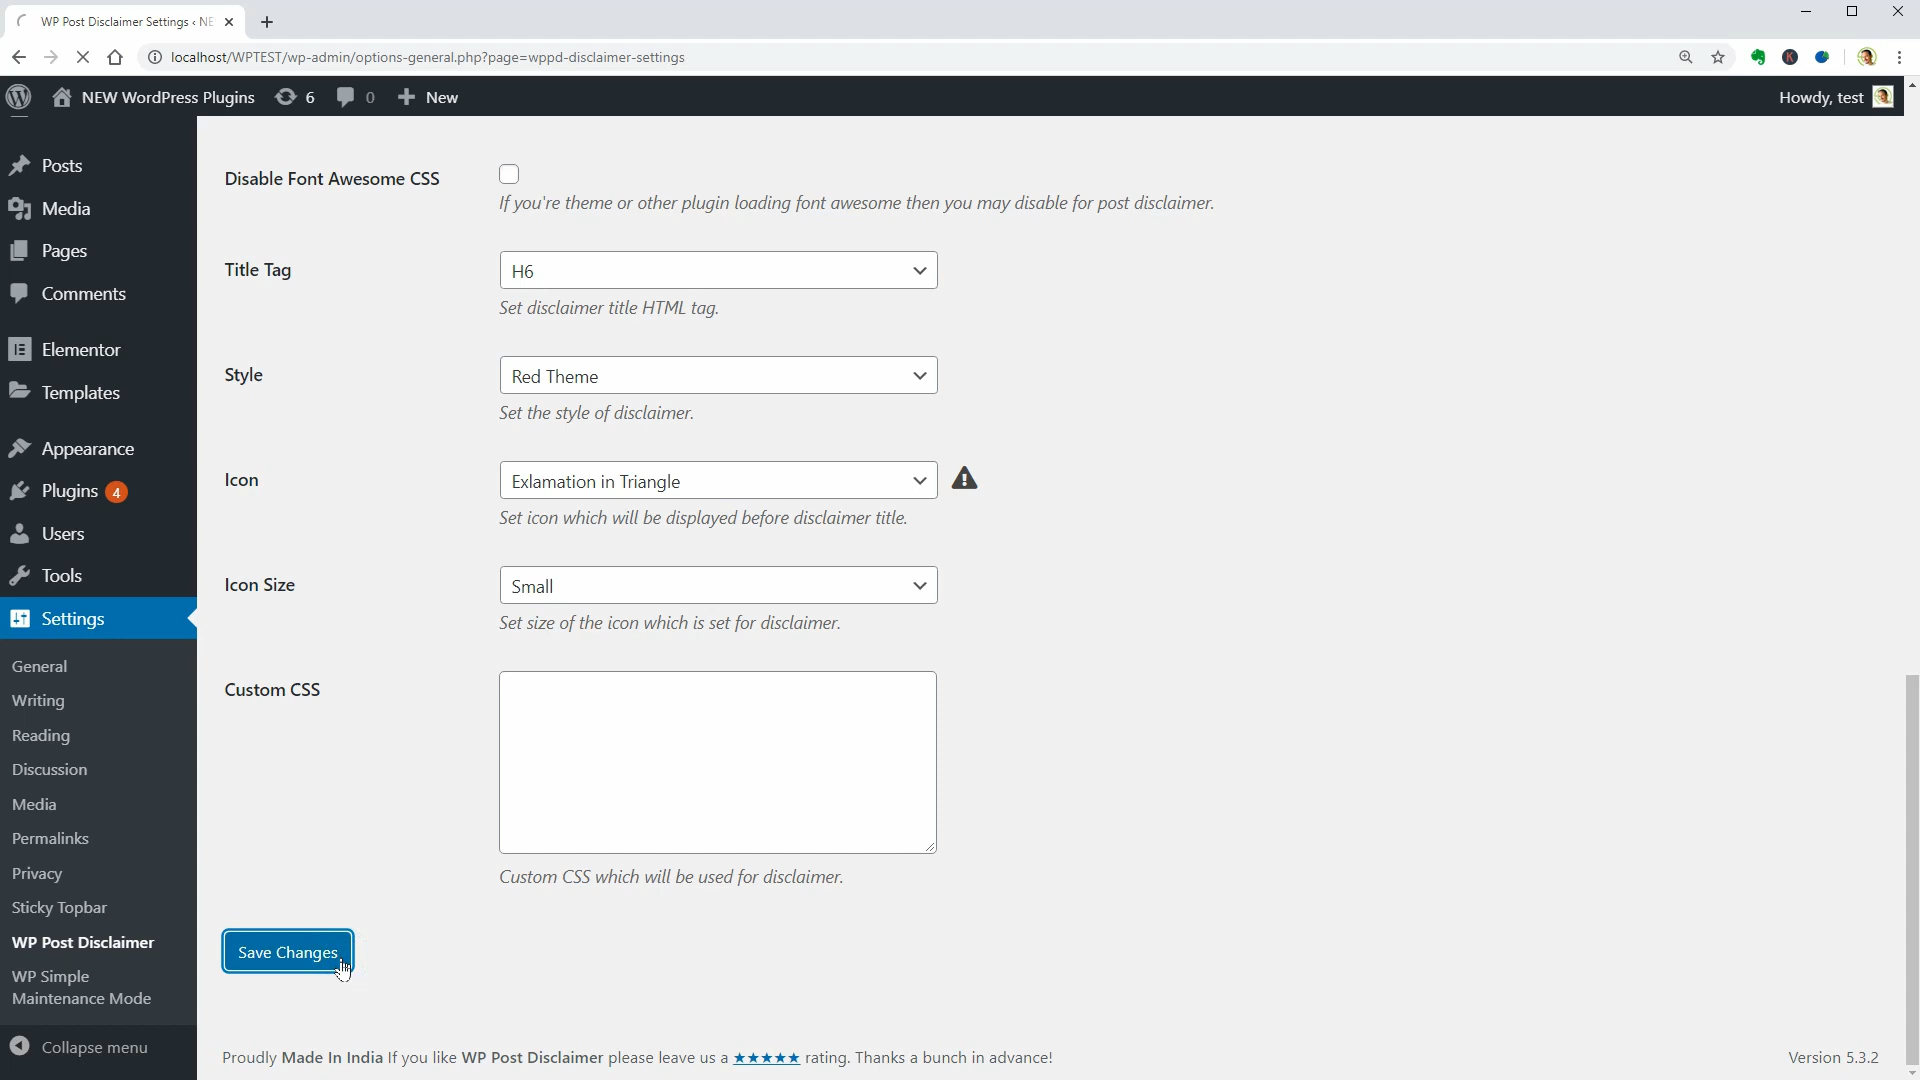 WP Post Disclaimer Settings ‹ NE
localhost/WPTEST/wp-admin/options-general.php?page=wppd-disclaimer-settings
K
NEW WordPress Plugins 6 0 New
Howdy, test
Posts
Media
Pages
Comments
Elementor
Templates
Appearance
Plugins 4
Users
Tools
Settings
General
Writing
Reading
Discussion
Media
Permalinks
Privacy
Sticky Topbar
WP Post Disclaimer
WP Simple
Maintenance Mode
Collapse menu
Disable Font Awesome CSS
If you're theme or other plugin loading font awesome then you may disable for post disclaimer.
Title Tag
H6
Set disclaimer title HTML tag.
Style
Red Theme
Set the style of disclaimer.
Icon
Exlamation in Triangle
Set icon which will be displayed before disclaimer title.
Icon Size
Small
Set size of the icon which is set for disclaimer.
Custom CSS
Custom CSS which will be used for disclaimer.
Save Changes
Proudly Made In India If you like WP Post Disclaimer please leave us a ★★★★★ rating. Thanks a bunch in advance!
Version 5.3.2